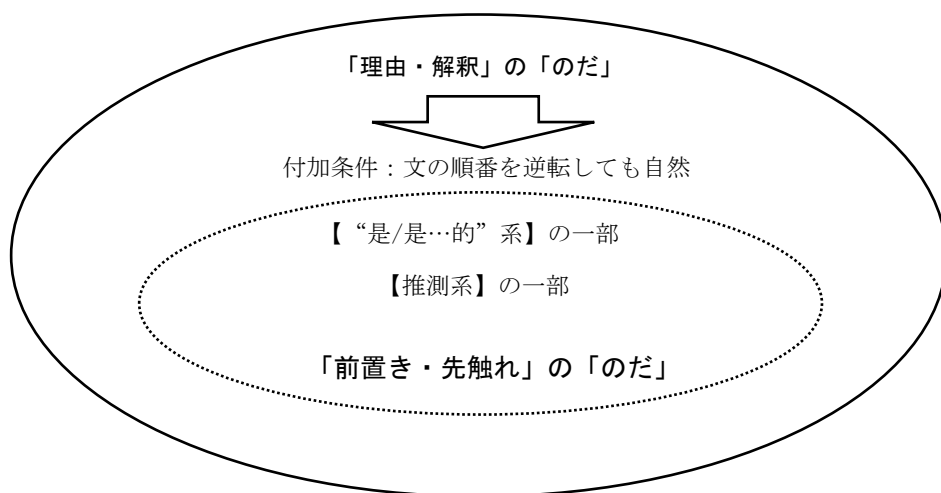 「理由・解釈」の「のだ」
付加条件：文の順番を逆転しても自然
【“是/是…的”系】の一部
【推測系】の一部
「前置き・先触れ」の「のだ」